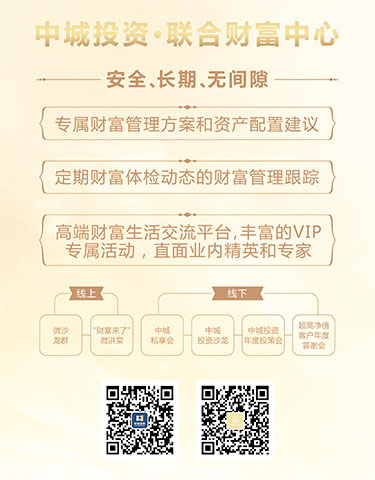 中城投资·联合财富中心
安全、长期、无间隙
专属财富管理方案和资产配置建议
定期财富体检动态的财富管理跟踪
高端财富生活交流平台,丰富的VIP
专属活动，直面业内精英和专家
线上 线下
微沙
龙群
“财富来了”
微讲堂
中城
私享会
中城
投资沙龙
中城投资
年度投策会
超高净值
客户年度
答谢会